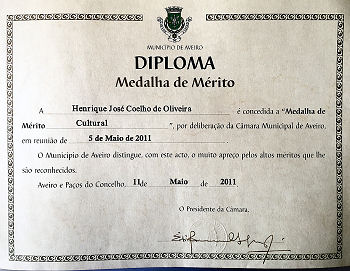 MUNICÍPIO DE AVEIRO
DIPLOMA
Medalha de Mérito
A Henrique José Coelho de Oliveira é concedida a "Medalha de
Mérito Cultural ", por deliberação da Câmara Municipal de Aveiro,
em reunião de 5 de Maio de 2011.
O Município de Aveiro distingue, com este acto, o muito apreço pelos altos méritos que lhe
são reconhecidos.
Aveiro e Paços do Concelho, 11 de Maio de 2011
O Presidente da Câmara,